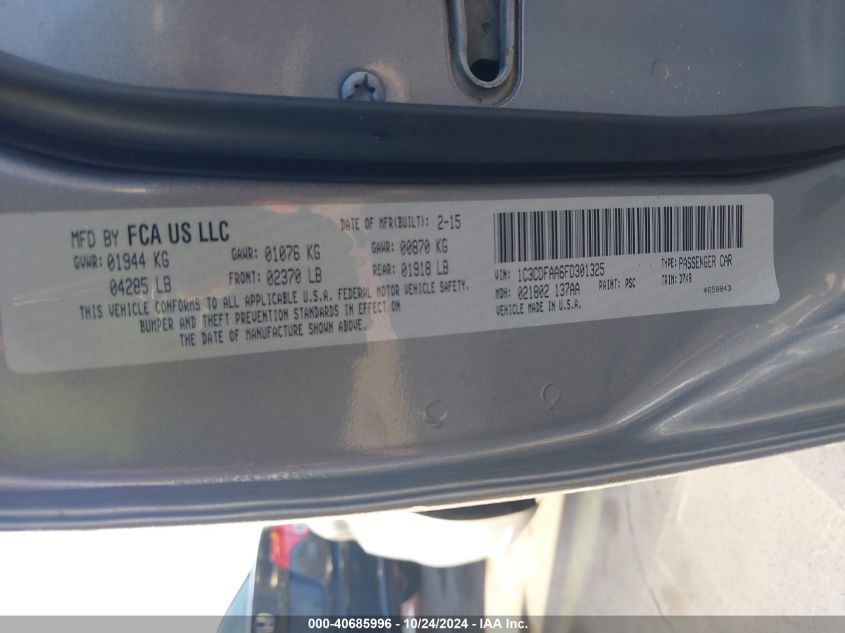 MFD BY FCA US LLC
DATE OF MFR(BUILT): 2-15
GVWR: 01944 KG
GAWR: 01076 KG
GAWR: 00870 KG
04285 LB
FRONT: 02370 LB
REAR: 01918 LB
THIS VEHICLE CONFORMS TO ALL APPLICABLE U.S.A. FEDERAL MOTOR VEHICLE SAFETY,
BUMPER AND THEFT PREVENTION STANDARDS IN EFFECT ON
THE DATE OF MANUFACTURE SHOWN ABOVE.
VIN: 1C3CDFAA6FD301325
TYPE: PASSENGER CAR
MDH: 021802 137AA
PAINT: PSC
TRIM: D7X9
VEHICLE MADE IN U.S.A.
4658843
000-40685996 - 10/24/2024 - IAA Inc.